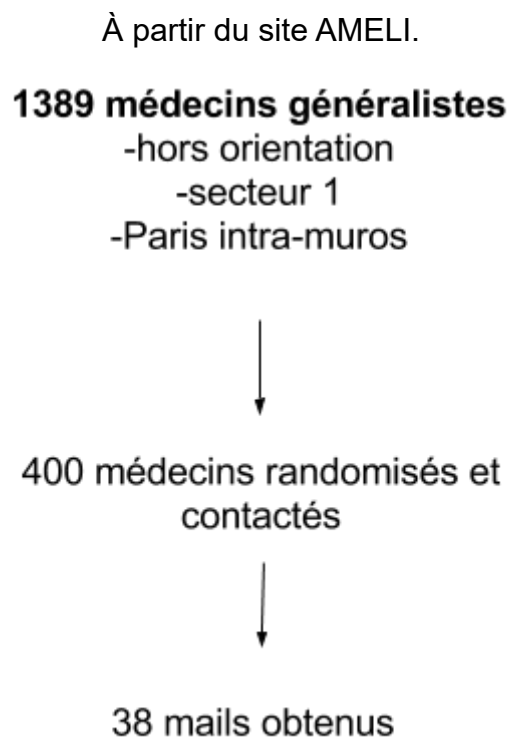 À partir du site AMELI.
1389 médecins généralistes
-hors orientation
-secteur 1
-Paris intra-muros
400 médecins randomisés et
contactés
38 mails obtenus